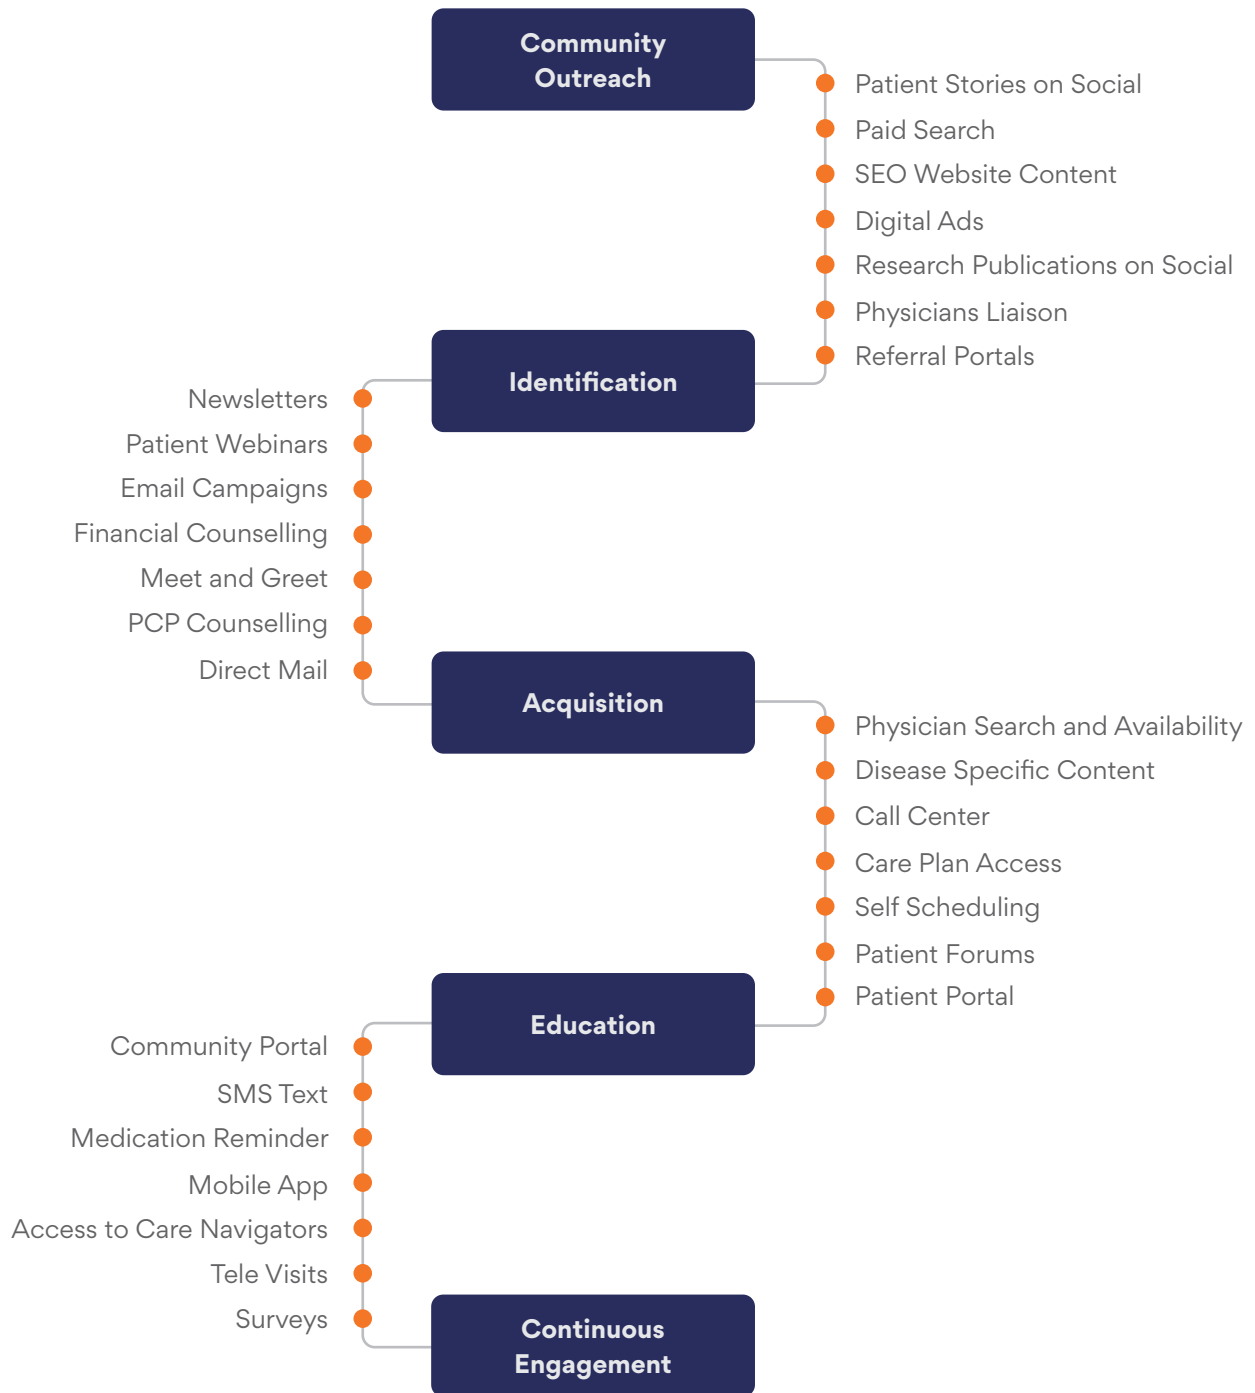 Community
Outreach
Patient Stories on Social
Paid Search
SEO Website Content
Digital Ads
Research Publications on Social
Physicians Liaison
Referral Portals
Identification
Newsletters
Patient Webinars
Email Campaigns
Financial Counselling
Meet and Greet
PCP Counselling
Direct Mail
Acquisition
Physician Search and Availability
Disease Specific Content
Call Center
Care Plan Access
Self Scheduling
Patient Forums
Patient Portal
Education
Community Portal
SMS Text
Medication Reminder
Mobile App
Access to Care Navigators
Tele Visits
Surveys
Continuous
Engagement